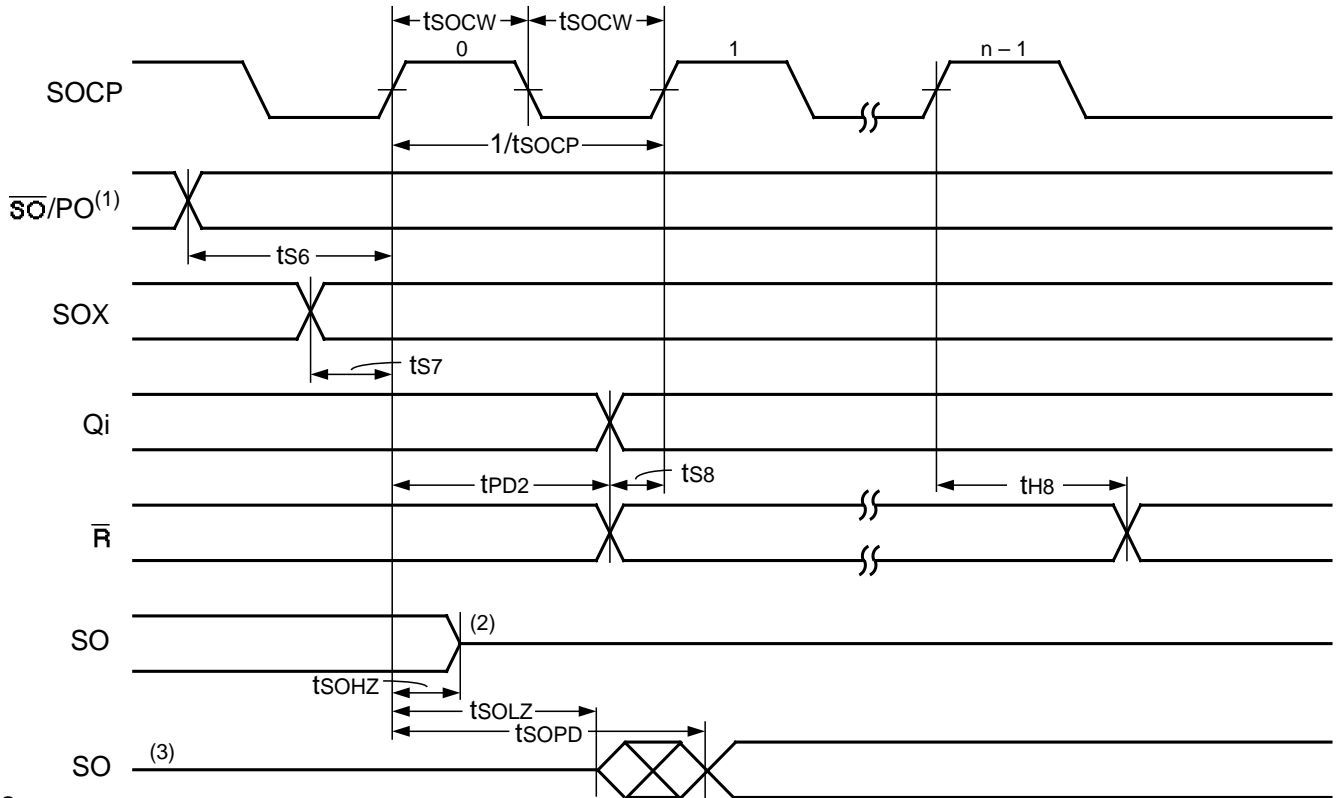 tSOCW tSOCW
0 1 n – 1
SOCP
1/tSOCP
S̅O̅/PO(1)
tS6
SOX
tS7
Qi
tS8
tPD2 tH8
R̅
SO (2)
tSOHZ
tSOLZ
tSOPD
(3)
SO